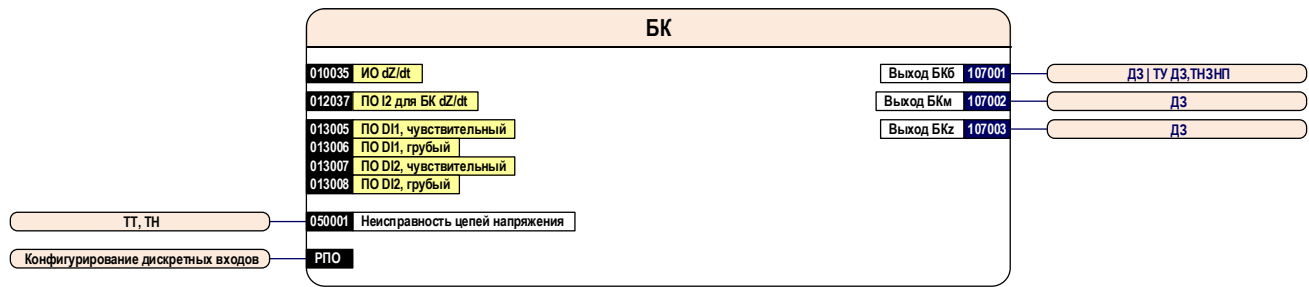 БК
010035 ИО dZ/dt
Выход БКб 107001
ДЗ | ТУ ДЗ,ТНЗНП
012037 ПО I2 для БК dZ/dt
Выход БКм 107002
ДЗ
013005 ПО DI1, чувствительный
Выход БКz 107003
ДЗ
013006 ПО DI1, грубый
013007 ПО DI2, чувствительный
013008 ПО DI2, грубый
ТТ, ТН
050001 Неисправность цепей напряжения
Конфигурирование дискретных входов
РПО